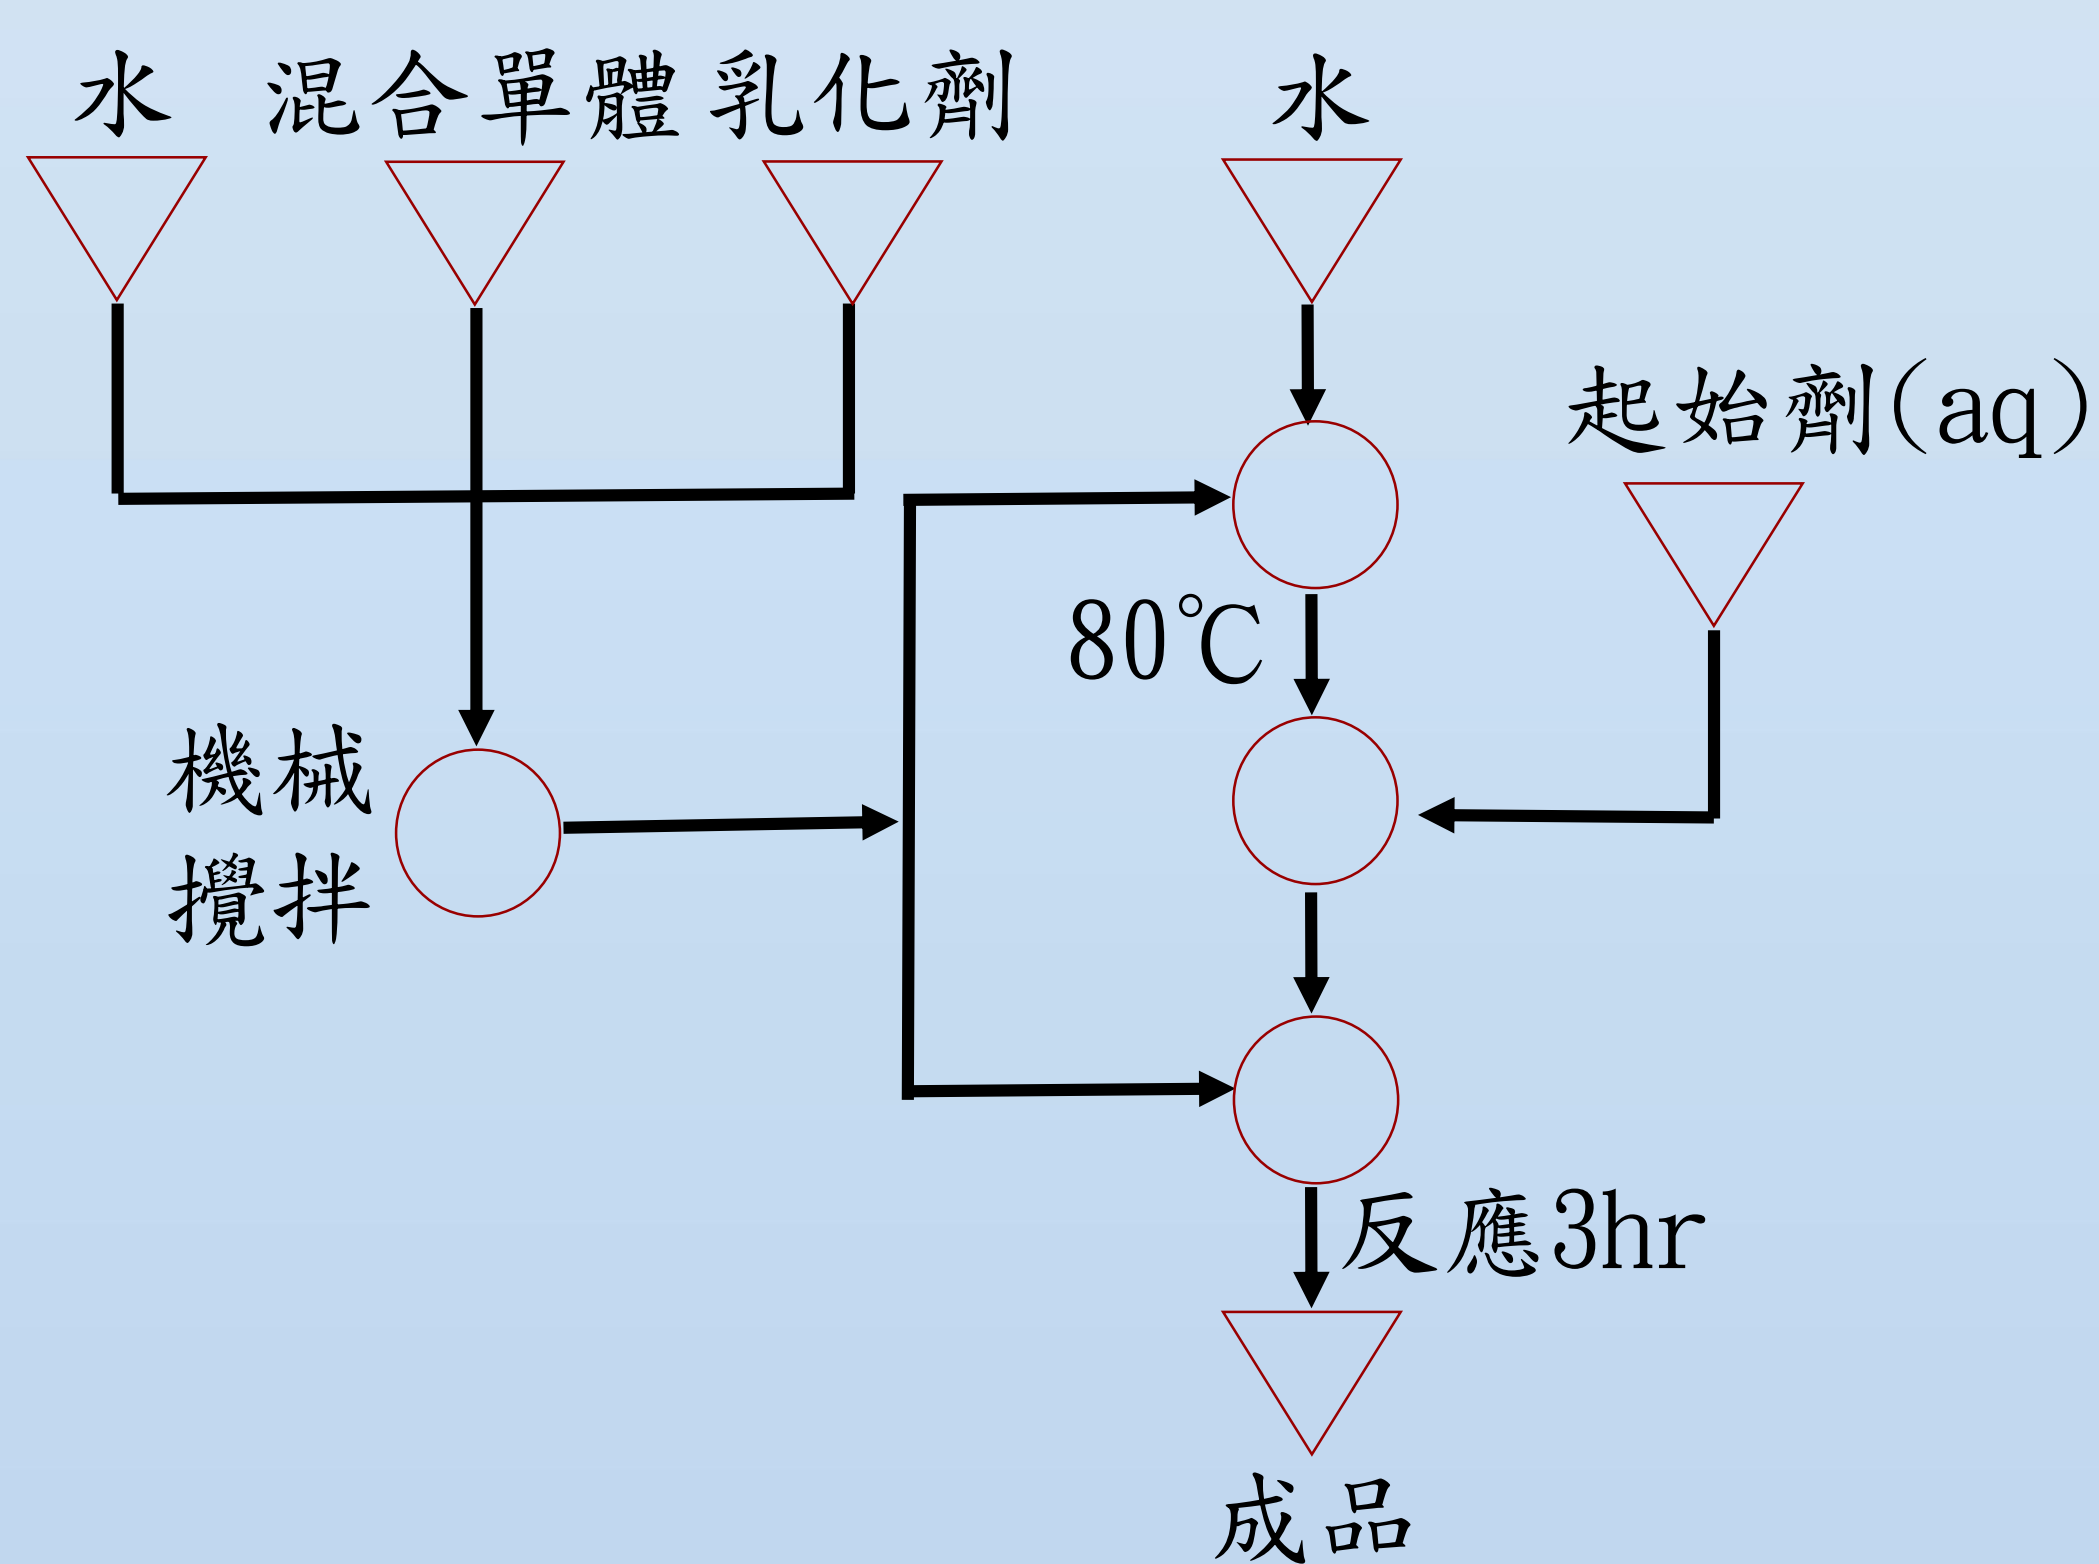 水
混合單體
乳化劑
水
起始劑(aq)
80℃
機械
攪拌
反應3hr
成品